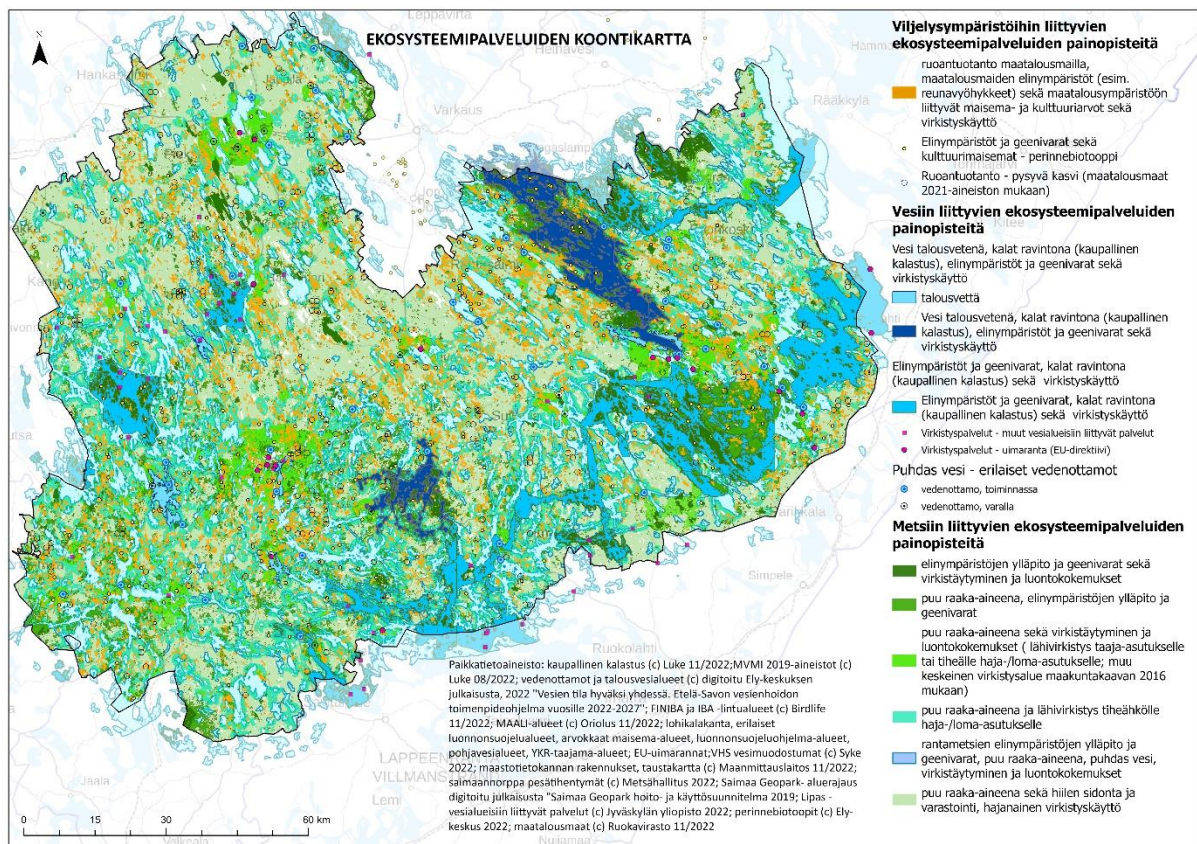 EKOSYSTEEMIPALVELUIDEN KOONTIKARTTA
N
Leppävirta
Heinävesi
Hankasalmi
Varkaus
Rääkkylä
Kitee
Simpele
Ruokolahti
LAPPEENRANTA
VILLMANSTRAND
Lemi
Jaala
Valkeala
Nuijamaa
0 15 30 60 km
Viljelysympäristöihin liittyvien
ekosysteemipalveluiden painopisteitä
ruoantuotanto maatalousmailla,
maatalousmaiden elinympäristöt (esim.
reunavyöhykkeet) sekä maatalousympäristöön
liittyvät maisema- ja kulttuuriarvot sekä
virkistyskäyttö
Elinympäristöt ja geenivarat sekä
kulttuurimaisemat - perinnebiotooppi
Ruoantuotanto - pysyvä kasvi (maatalousmaat
2021-aineiston mukaan)
Vesiin liittyvien ekosysteemipalveluiden
painopisteitä
Vesi talousvetenä, kalat ravintona (kaupallinen
kalastus), elinympäristöt ja geenivarat sekä
virkistyskäyttö
talousvettä
Vesi talousvetenä, kalat ravintona (kaupallinen
kalastus), elinympäristöt ja geenivarat sekä
virkistyskäyttö
Elinympäristöt ja geenivarat, kalat ravintona
(kaupallinen kalastus) sekä virkistyskäyttö
Elinympäristöt ja geenivarat, kalat ravintona
(kaupallinen kalastus) sekä virkistyskäyttö
Virkistyspalvelut - muut vesialueisiin liittyvät palvelut
Virkistyspalvelut - uimaranta (EU-direktiivi)
Puhdas vesi - erilaiset vedenottamot
vedenottamo, toiminnassa
vedenottamo, varalla
Metsiin liittyvien ekosysteemipalveluiden
painopisteitä
elinympäristöjen ylläpito ja geenivarat sekä
virkistäytyminen ja luontokokemukset
puu raaka-aineena, elinympäristöjen ylläpito ja
geenivarat
puu raaka-aineena sekä virkistäytyminen ja
luontokokemukset ( lähivirkistys taaja-asutukselle
tai tiheälle haja-/loma-asutukselle; muu
keskeinen virkistysalue maakuntakaavan 2016
mukaan)
puu raaka-aineena ja lähivirkistys tiheähkölle
haja-/loma-asutukselle
rantametsien elinympäristöjen ylläpito ja
geenivarat, puu raaka-aineena, puhdas vesi,
virkistäytyminen ja luontokokemukset
puu raaka-aineena sekä hiilen sidonta ja
varastointi, hajanainen virkistyskäyttö
Paikkatietoaineisto: kaupallinen kalastus (c) Luke 11/2022;MVMI 2019-aineistot (c)
Luke 08/2022; vedenottamot ja talousvesialueet (c) digitoitu Ely-keskuksen
julkaisusta, 2022 "Vesien tila hyväksi yhdessä. Etelä-Savon vesienhoidon
toimenpideohjelma vuosille 2022-2027"; FINIBA ja IBA -lintualueet (c) Birdlife
11/2022; MAALI-alueet (c) Oriolus 11/2022; lohikalakanta, erilaiset
luonnonsuojelualueet, arvokkaat maisema-alueet, luonnonsuojeluohjelma-alueet,
pohjavesialueet, YKR-taajama-alueet; EU-uimarannat;VHS vesimuodostumat (c) Syke
2022; maastotietokannan rakennukset, taustakartta (c) Maanmittauslaitos 11/2022;
saimaannorppa pesätihentymät (c) Metsähallitus 2022; Saimaa Geopark- aluerajaus
digitoitu julkaisusta "Saimaa Geopark hoito- ja käyttösuunnitelma 2019; Lipas -
vesialueisiin liittyvät palvelut (c) Jyväskylän yliopisto 2022; perinnebiotoopit (c) Ely-
keskus 2022; maatalousmaat (c) Ruokavirasto 11/2022